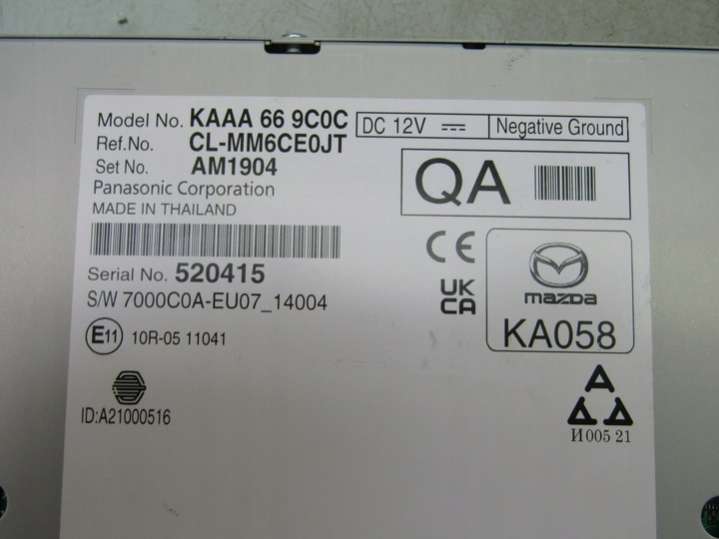 Model No. KAAA 66 9C0C
DC 12V ⎓ Negative Ground
Ref.No. CL-MM6CE0JT
Set No. AM1904
Panasonic Corporation
MADE IN THAILAND
QA
CE
Serial No. 520415
UK
CA
mazda
S/W 7000C0A-EU07_14004
KA058
E11 10R-05 11041
A
ID:A21000516
И005 21